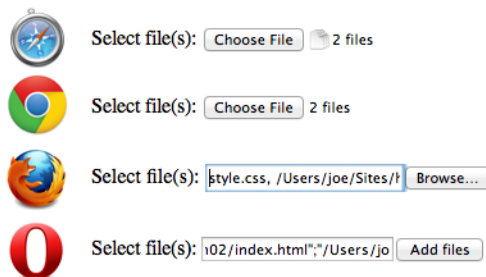 Select file(s): Choose File 2 files
Select file(s): Choose File 2 files
Select file(s): style.css, /Users/joe/Sites/h Browse...
Select file(s): 102/index.html";"/Users/jo Add files